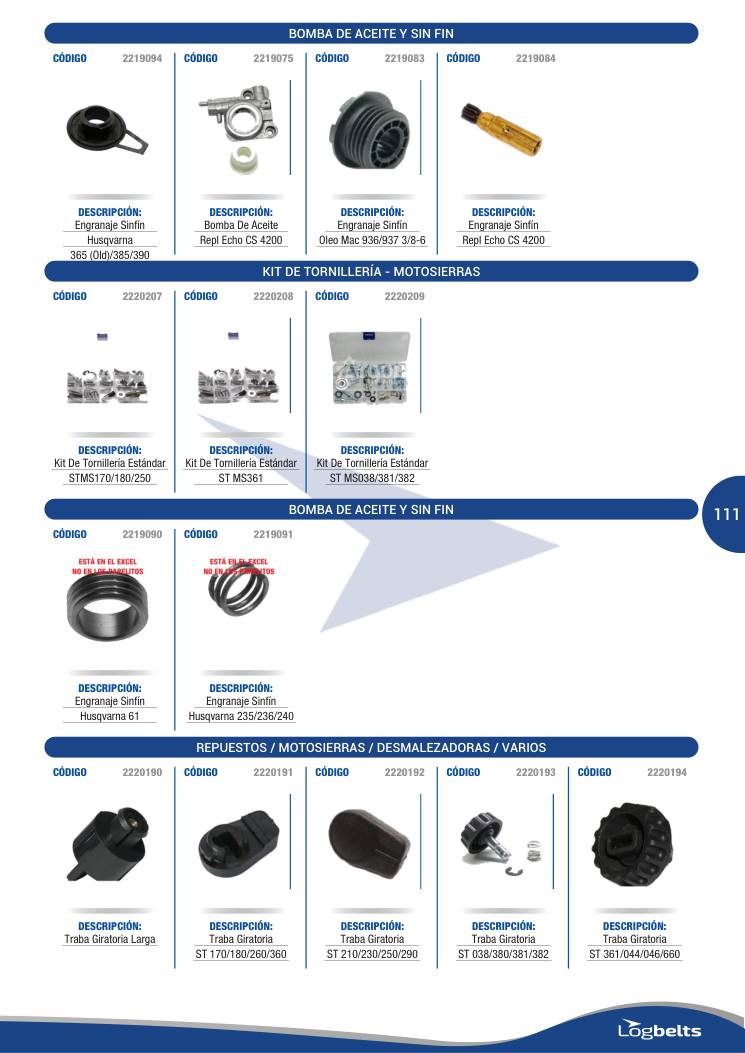 BOMBA DE ACEITE Y SIN FIN
CÓDIGO 2219094
DESCRIPCIÓN:
Engranaje Sinfín
Husqvarna
365 (Old)/385/390
CÓDIGO 2219075
DESCRIPCIÓN:
Bomba De Aceite
Repl Echo CS 4200
CÓDIGO 2219083
DESCRIPCIÓN:
Engranaje Sinfín
Oleo Mac 936/937 3/8-6
CÓDIGO 2219084
DESCRIPCIÓN:
Engranaje Sinfín
Repl Echo CS 4200
KIT DE TORNILLERÍA - MOTOSIERRAS
CÓDIGO 2220207
DESCRIPCIÓN:
Kit De Tornillería Estándar
STMS170/180/250
CÓDIGO 2220208
DESCRIPCIÓN:
Kit De Tornillería Estándar
ST MS361
CÓDIGO 2220209
DESCRIPCIÓN:
Kit De Tornillería Estándar
ST MS038/381/382
BOMBA DE ACEITE Y SIN FIN
111
CÓDIGO 2219090
ESTÁ EN EL EXCEL
NO EN LOS PAPELITOS
DESCRIPCIÓN:
Engranaje Sinfín
Husqvarna 61
CÓDIGO 2219091
ESTÁ EN EL EXCEL
NO EN LOS PAPELITOS
DESCRIPCIÓN:
Engranaje Sinfín
Husqvarna 235/236/240
REPUESTOS / MOTOSIERRAS / DESMALEZADORAS / VARIOS
CÓDIGO 2220190
DESCRIPCIÓN:
Traba Giratoria Larga
CÓDIGO 2220191
DESCRIPCIÓN:
Traba Giratoria
ST 170/180/260/360
CÓDIGO 2220192
DESCRIPCIÓN:
Traba Giratoria
ST 210/230/250/290
CÓDIGO 2220193
DESCRIPCIÓN:
Traba Giratoria
ST 038/380/381/382
CÓDIGO 2220194
DESCRIPCIÓN:
Traba Giratoria
ST 361/044/046/660
Logbelts